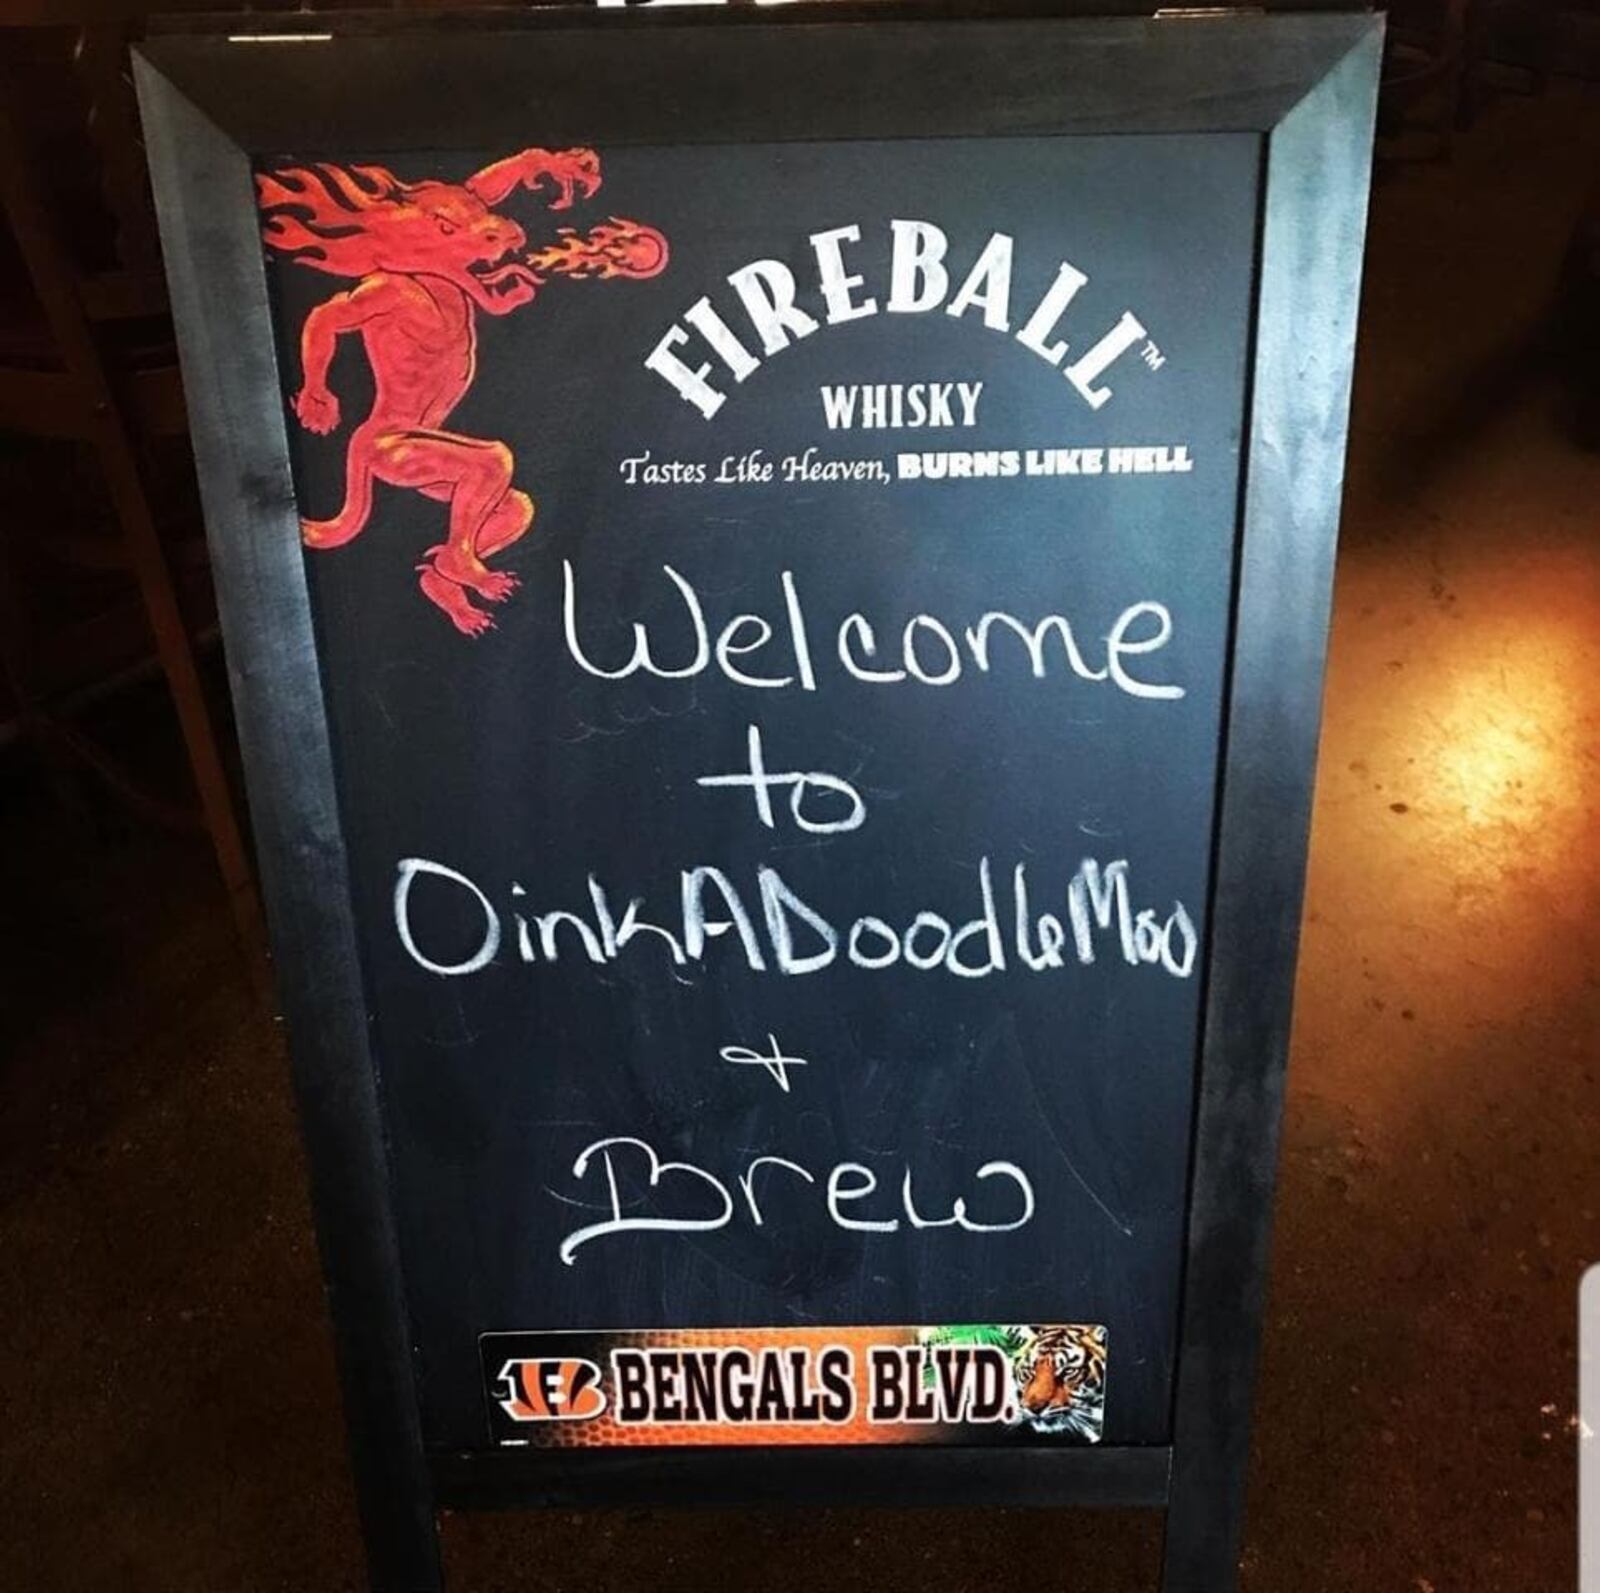 FIREBALL™
WHISKY
Tastes Like Heaven, BURNS LIKE HELL
Welcome
to
OinkADoodleMoo
+
Brew
B BENGALS BLVD.